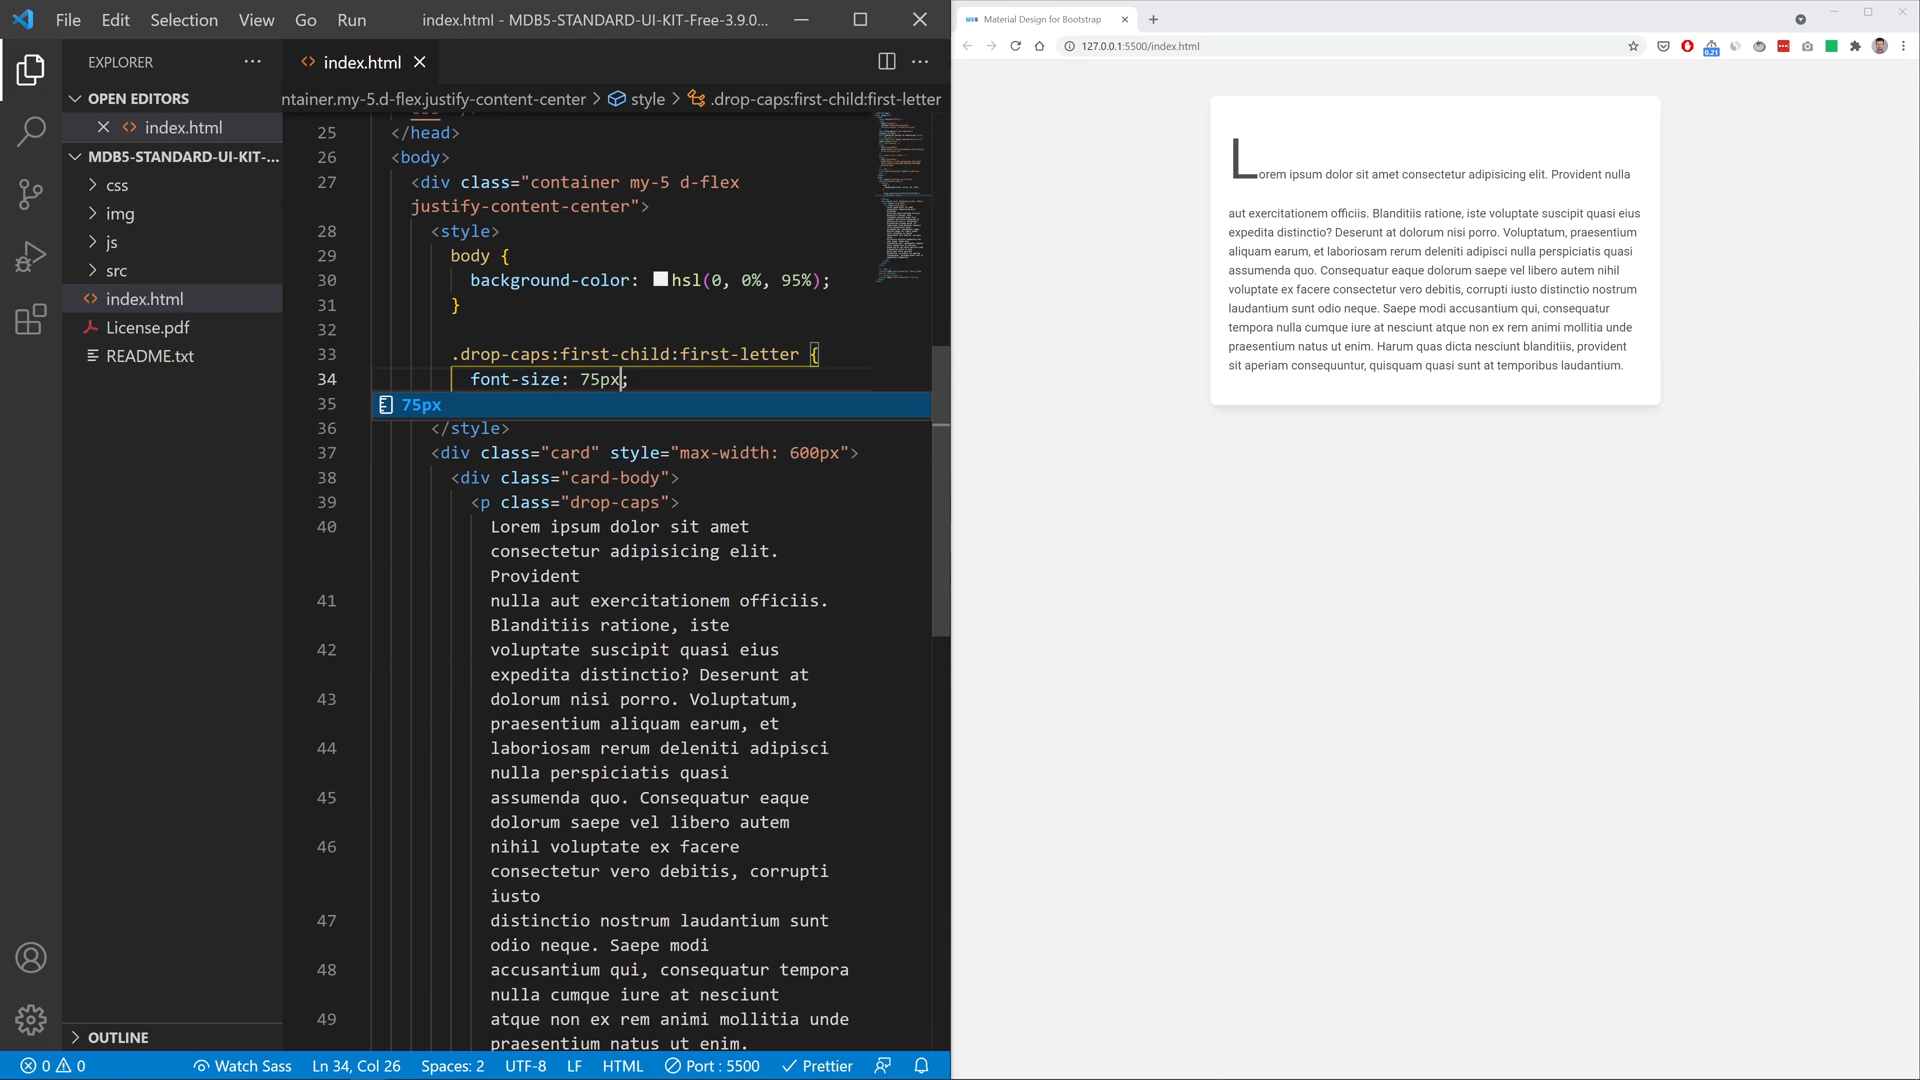 File Edit Selection View Go Run index.html - MDB5-STANDARD-UI-KIT-Free-3.9.0...
EXPLORER
OPEN EDITORS
index.html
MDB5-STANDARD-UI-KIT-...
css
img
js
src
index.html
License.pdf
README.txt
OUTLINE
index.html
ntainer.my-5.d-flex.justify-content-center > style > .drop-caps:first-child:first-letter
25 </head>
26 <body>
27 <div class="container my-5 d-flex
justify-content-center">
28 <style>
29 body {
30 background-color: hsl(0, 0%, 95%);
31 }
32
33 .drop-caps:first-child:first-letter {
34 font-size: 75px;
35 75px
36 </style>
37 <div class="card" style="max-width: 600px">
38 <div class="card-body">
39 <p class="drop-caps">
40 Lorem ipsum dolor sit amet
consectetur adipisicing elit.
Provident
41 nulla aut exercitationem officiis.
Blanditiis ratione, iste
42 voluptate suscipit quasi eius
expedita distinctio? Deserunt at
43 dolorum nisi porro. Voluptatum,
praesentium aliquam earum, et
44 laboriosam rerum deleniti adipisci
nulla perspiciatis quasi
45 assumenda quo. Consequatur eaque
dolorum saepe vel libero autem
46 nihil voluptate ex facere
consectetur vero debitis, corrupti
iusto
47 distinctio nostrum laudantium sunt
odio neque. Saepe modi
48 accusantium qui, consequatur tempora
nulla cumque iure at nesciunt
49 atque non ex rem animi mollitia unde
praesentium natus ut enim.
0 0 Watch Sass Ln 34, Col 26 Spaces: 2 UTF-8 LF HTML Port : 5500 Prettier
Material Design for Bootstrap
127.0.0.1:5500/index.html
0.21
Lorem ipsum dolor sit amet consectetur adipisicing elit. Provident nulla
aut exercitationem officiis. Blanditiis ratione, iste voluptate suscipit quasi eius
expedita distinctio? Deserunt at dolorum nisi porro. Voluptatum, praesentium
aliquam earum, et laboriosam rerum deleniti adipisci nulla perspiciatis quasi
assumenda quo. Consequatur eaque dolorum saepe vel libero autem nihil
voluptate ex facere consectetur vero debitis, corrupti iusto distinctio nostrum
laudantium sunt odio neque. Saepe modi accusantium qui, consequatur
tempora nulla cumque iure at nesciunt atque non ex rem animi mollitia unde
praesentium natus ut enim. Harum quas dicta nesciunt blanditiis, provident
sit aperiam consequuntur, quisquam quasi sunt at temporibus laudantium.